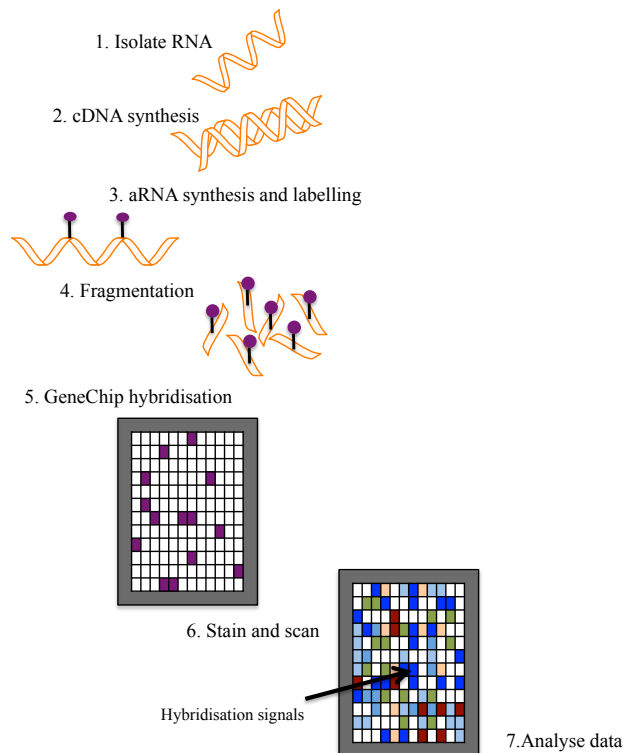 1. Isolate RNA
2. cDNA synthesis
3. aRNA synthesis and labelling
4. Fragmentation
5. GeneChip hybridisation
6. Stain and scan
Hybridisation signals
7.Analyse data